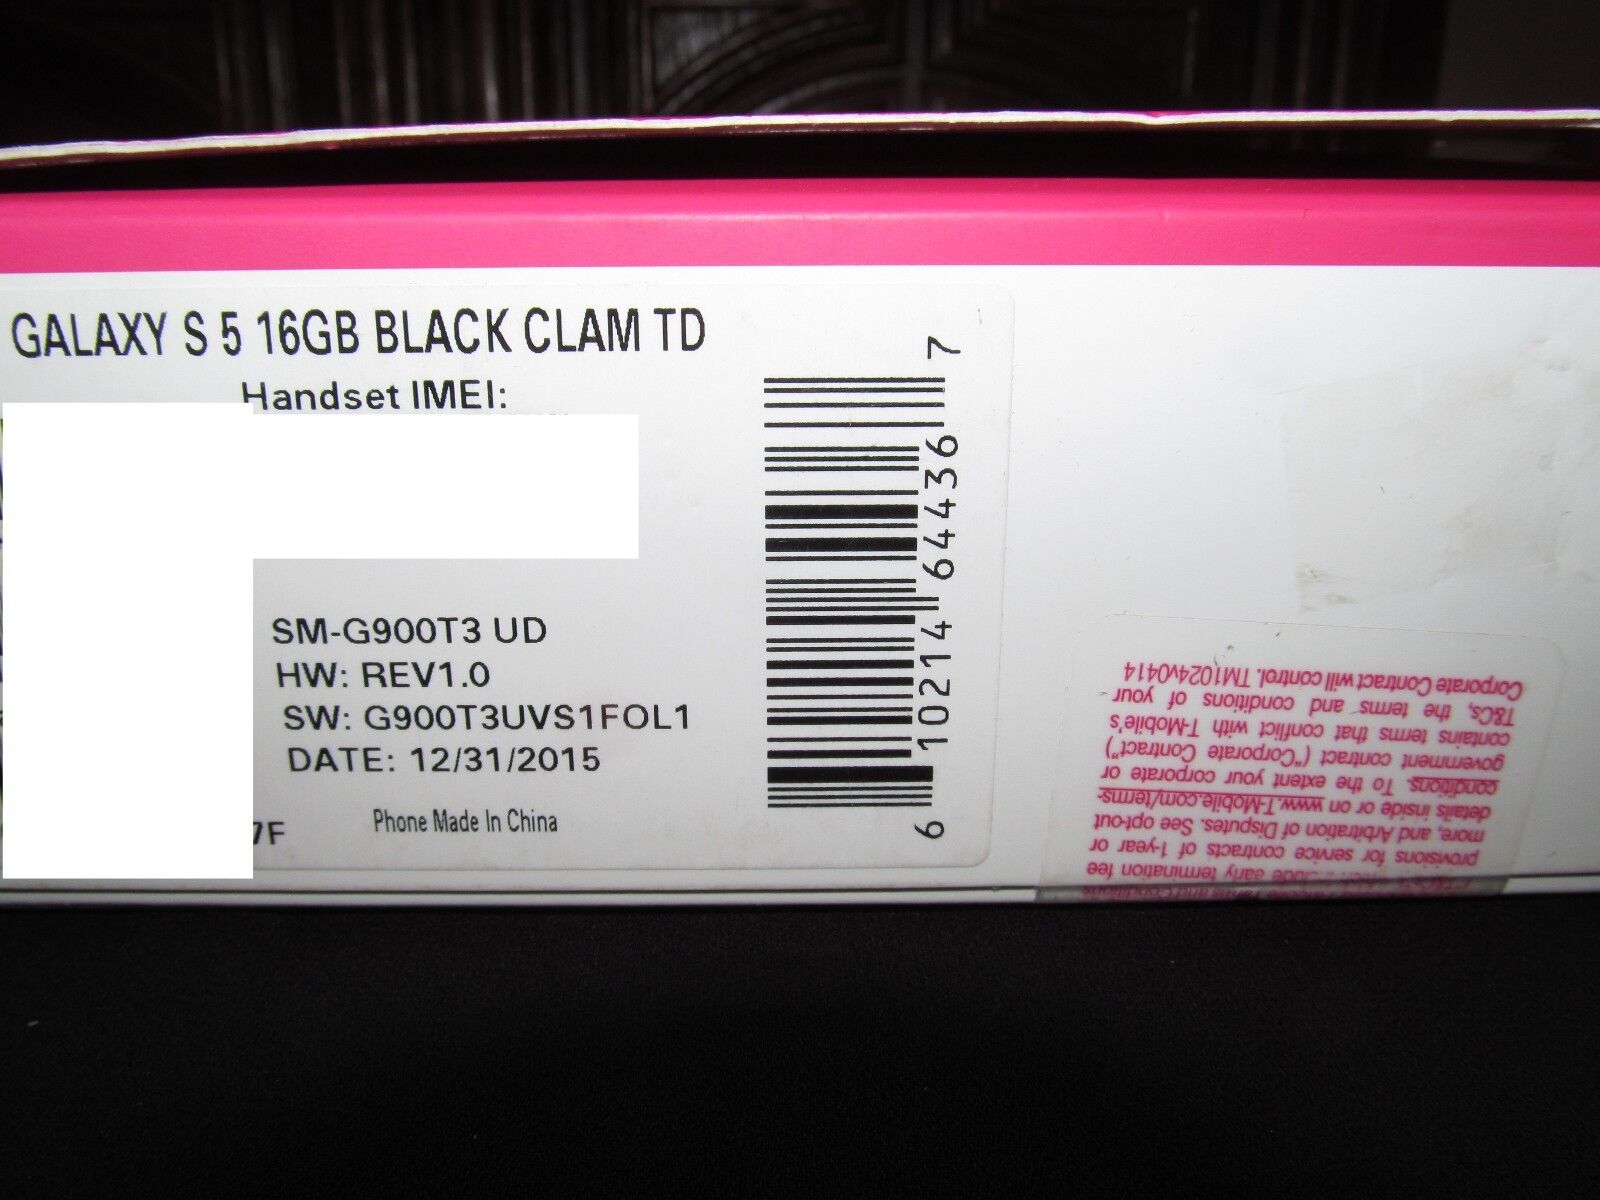 GALAXY S 5 16GB BLACK CLAM TD
Handset IMEI:
SM-G900T3 UD
HW: REV1.0
SW: G900T3UVS1FOL1
DATE: 12/31/2015
7F
Phone Made In China
6 10214 64436 7
fee
early termination
provisions for service contracts of 1-year or
more, and Arbitration of Disputes. See opt-out
details inside or on www.T-Mobile.com/terms-
conditions. To the extent your corporate or
government contract ("Corporate Contract")
contains terms that conflict with T-Mobile's
T&Cs, the terms and conditions of your
Corporate Contract will control. TM1024v0414